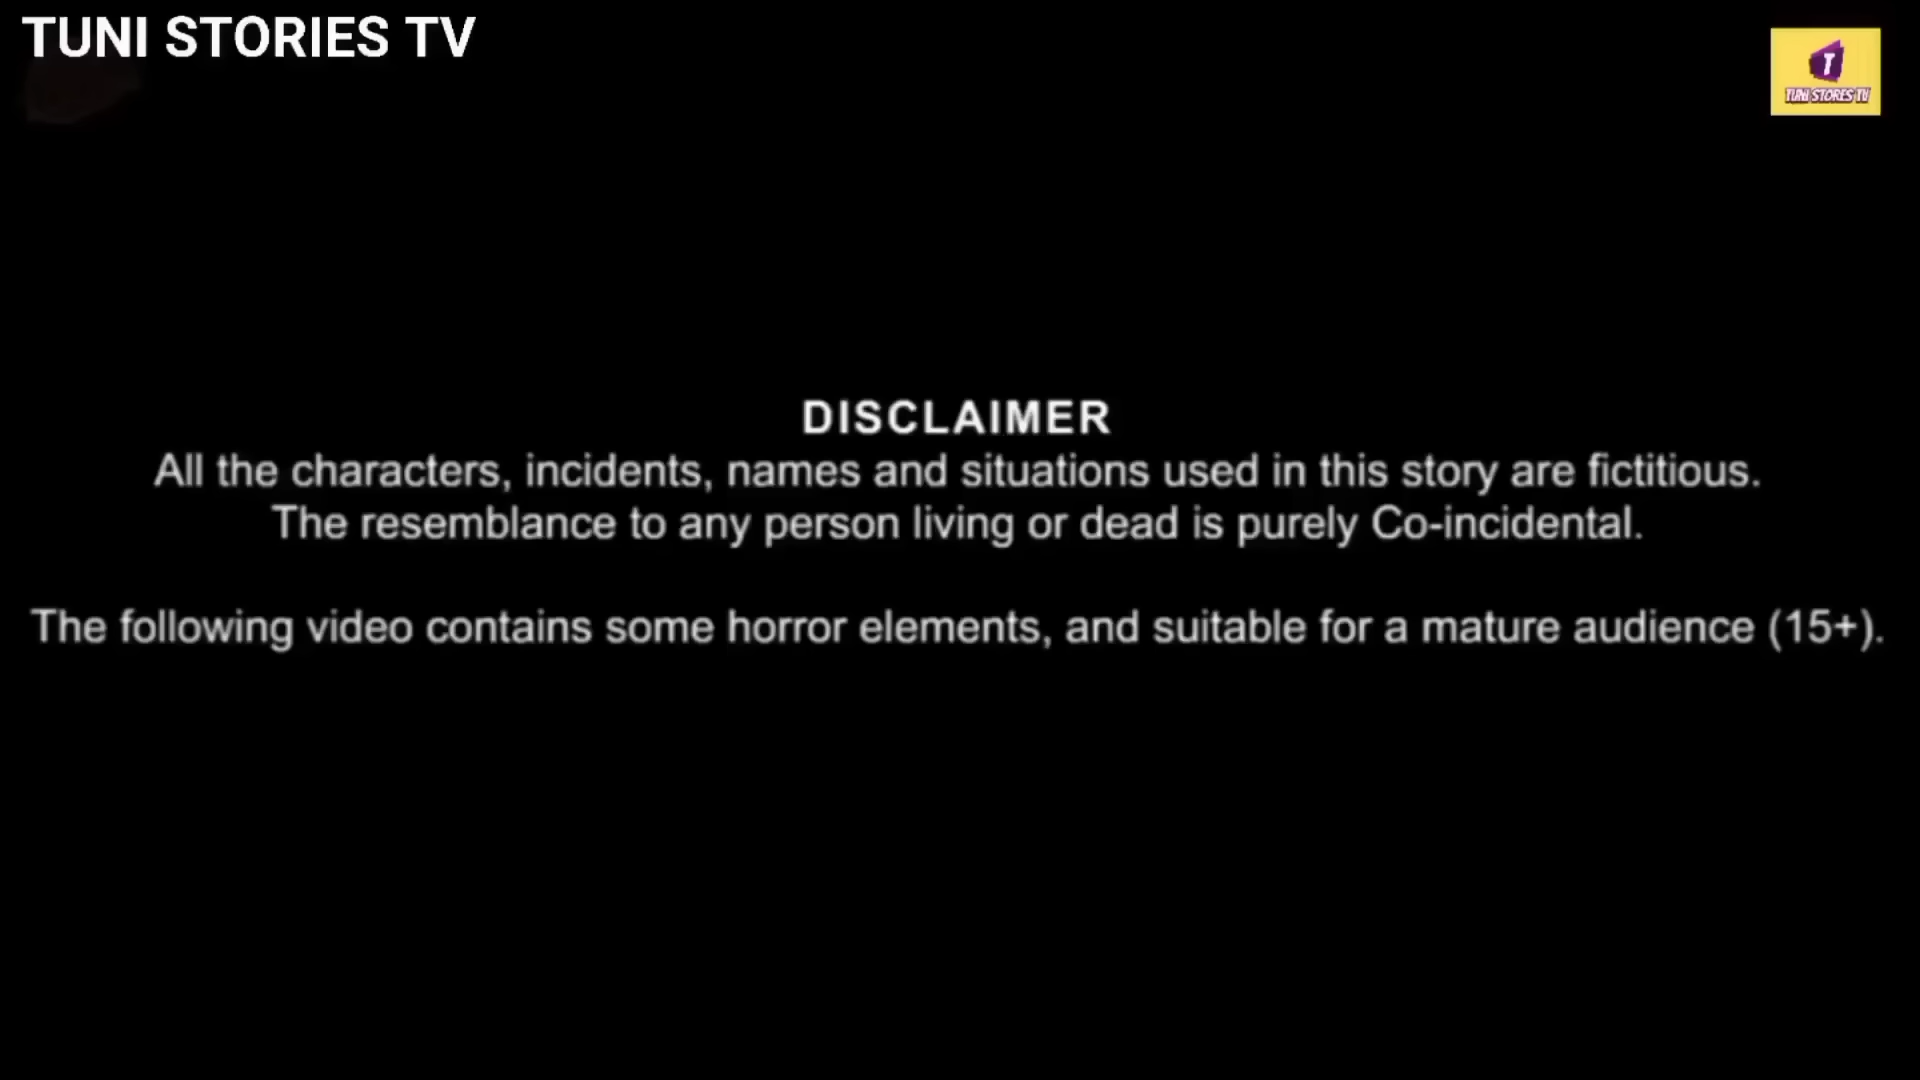 TUNI STORIES TV
T
TUNI STORES TV
DISCLAIMER
All the characters, incidents, names and situations used in this story are fictitious.
The resemblance to any person living or dead is purely Co-incidental.
The following video contains some horror elements, and suitable for a mature audience (15+).